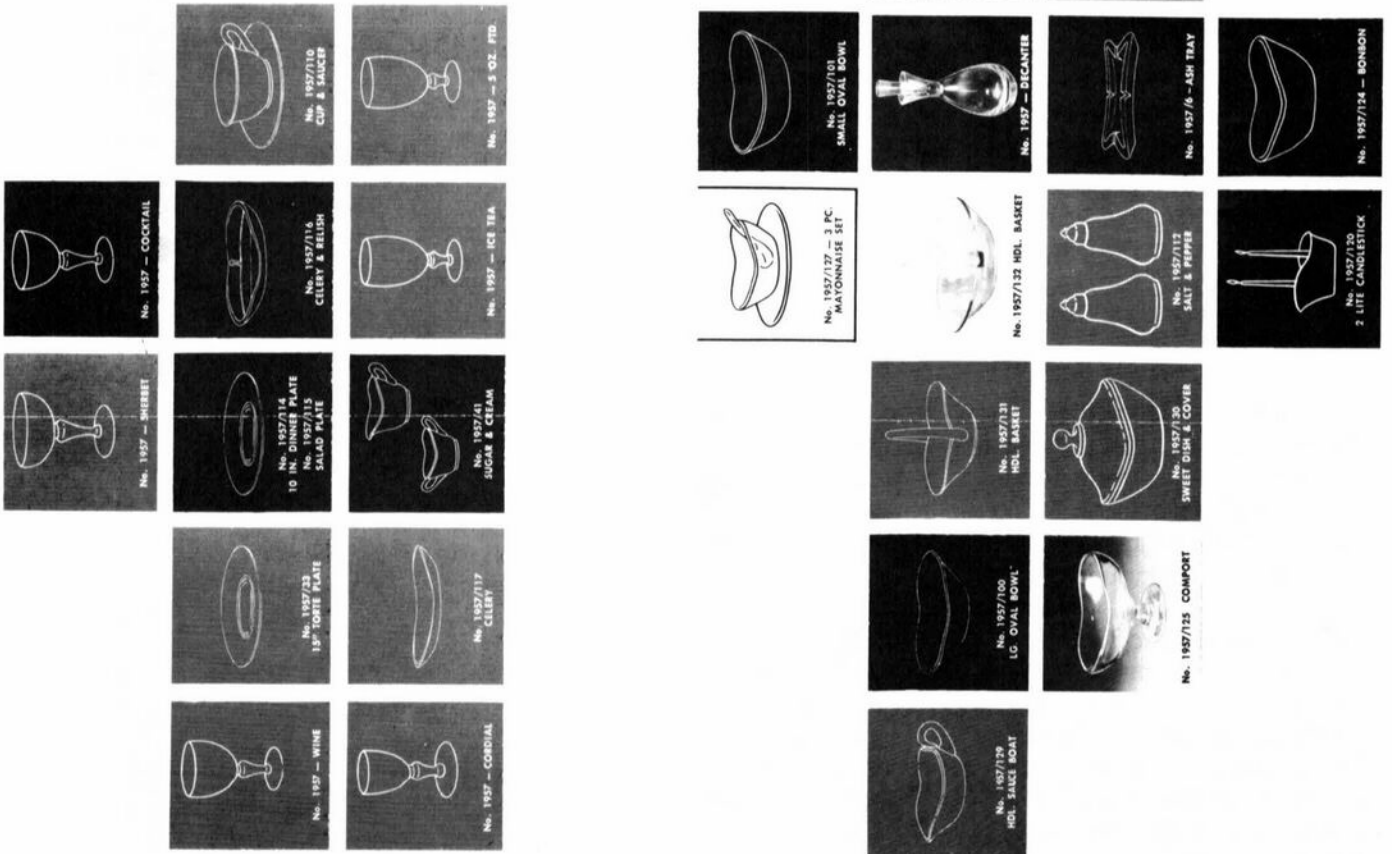 No. 1957 — SHERBET
No. 1957 — COCKTAIL
No. 1957 — WINE
No. 1957/33
15" TORTE PLATE
No. 1957/114
10 IN. DINNER PLATE
No. 1957/115
SALAD PLATE
No. 1957/116
CELERY & RELISH
No. 1957/110
CUP & SAUCER
No. 1957 — CORDIAL
No. 1957/117
CELERY
No. 1957/41
SUGAR & CREAM
No. 1957 — ICE TEA
No. 1957 — 5 OZ. FTD.
No. 1957/127 — 3 PC.
MAYONNAISE SET
No. 1957/101
SMALL OVAL BOWL
No. 1957/129
HDL. SAUCE BOAT
No. 1957/100
LG. OVAL BOWL
No. 1957/131
HDL. BASKET
No. 1957/132 HDL. BASKET
No. 1957 — DECANTER
No. 1957/125 COMPORT
No. 1957/130
SWEET DISH & COVER
No. 1957/112
SALT & PEPPER
No. 1957/6 — ASH TRAY
No. 1957/120
2 LITE CANDLESTICK
No. 1957/124 — BONBON